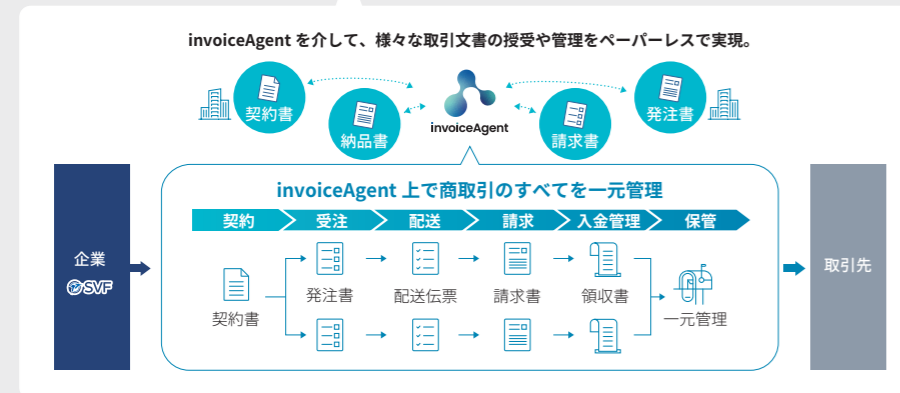 invoiceAgent を介して、様々な取引文書の授受や管理をペーパーレスで実現。
契約書
納品書
invoiceAgent
請求書
発注書
invoiceAgent 上で商取引のすべてを一元管理
契約 受注 配送 請求 入金管理 保管
企業
SVF
契約書
発注書
配送伝票
請求書
領収書
一元管理
取引先